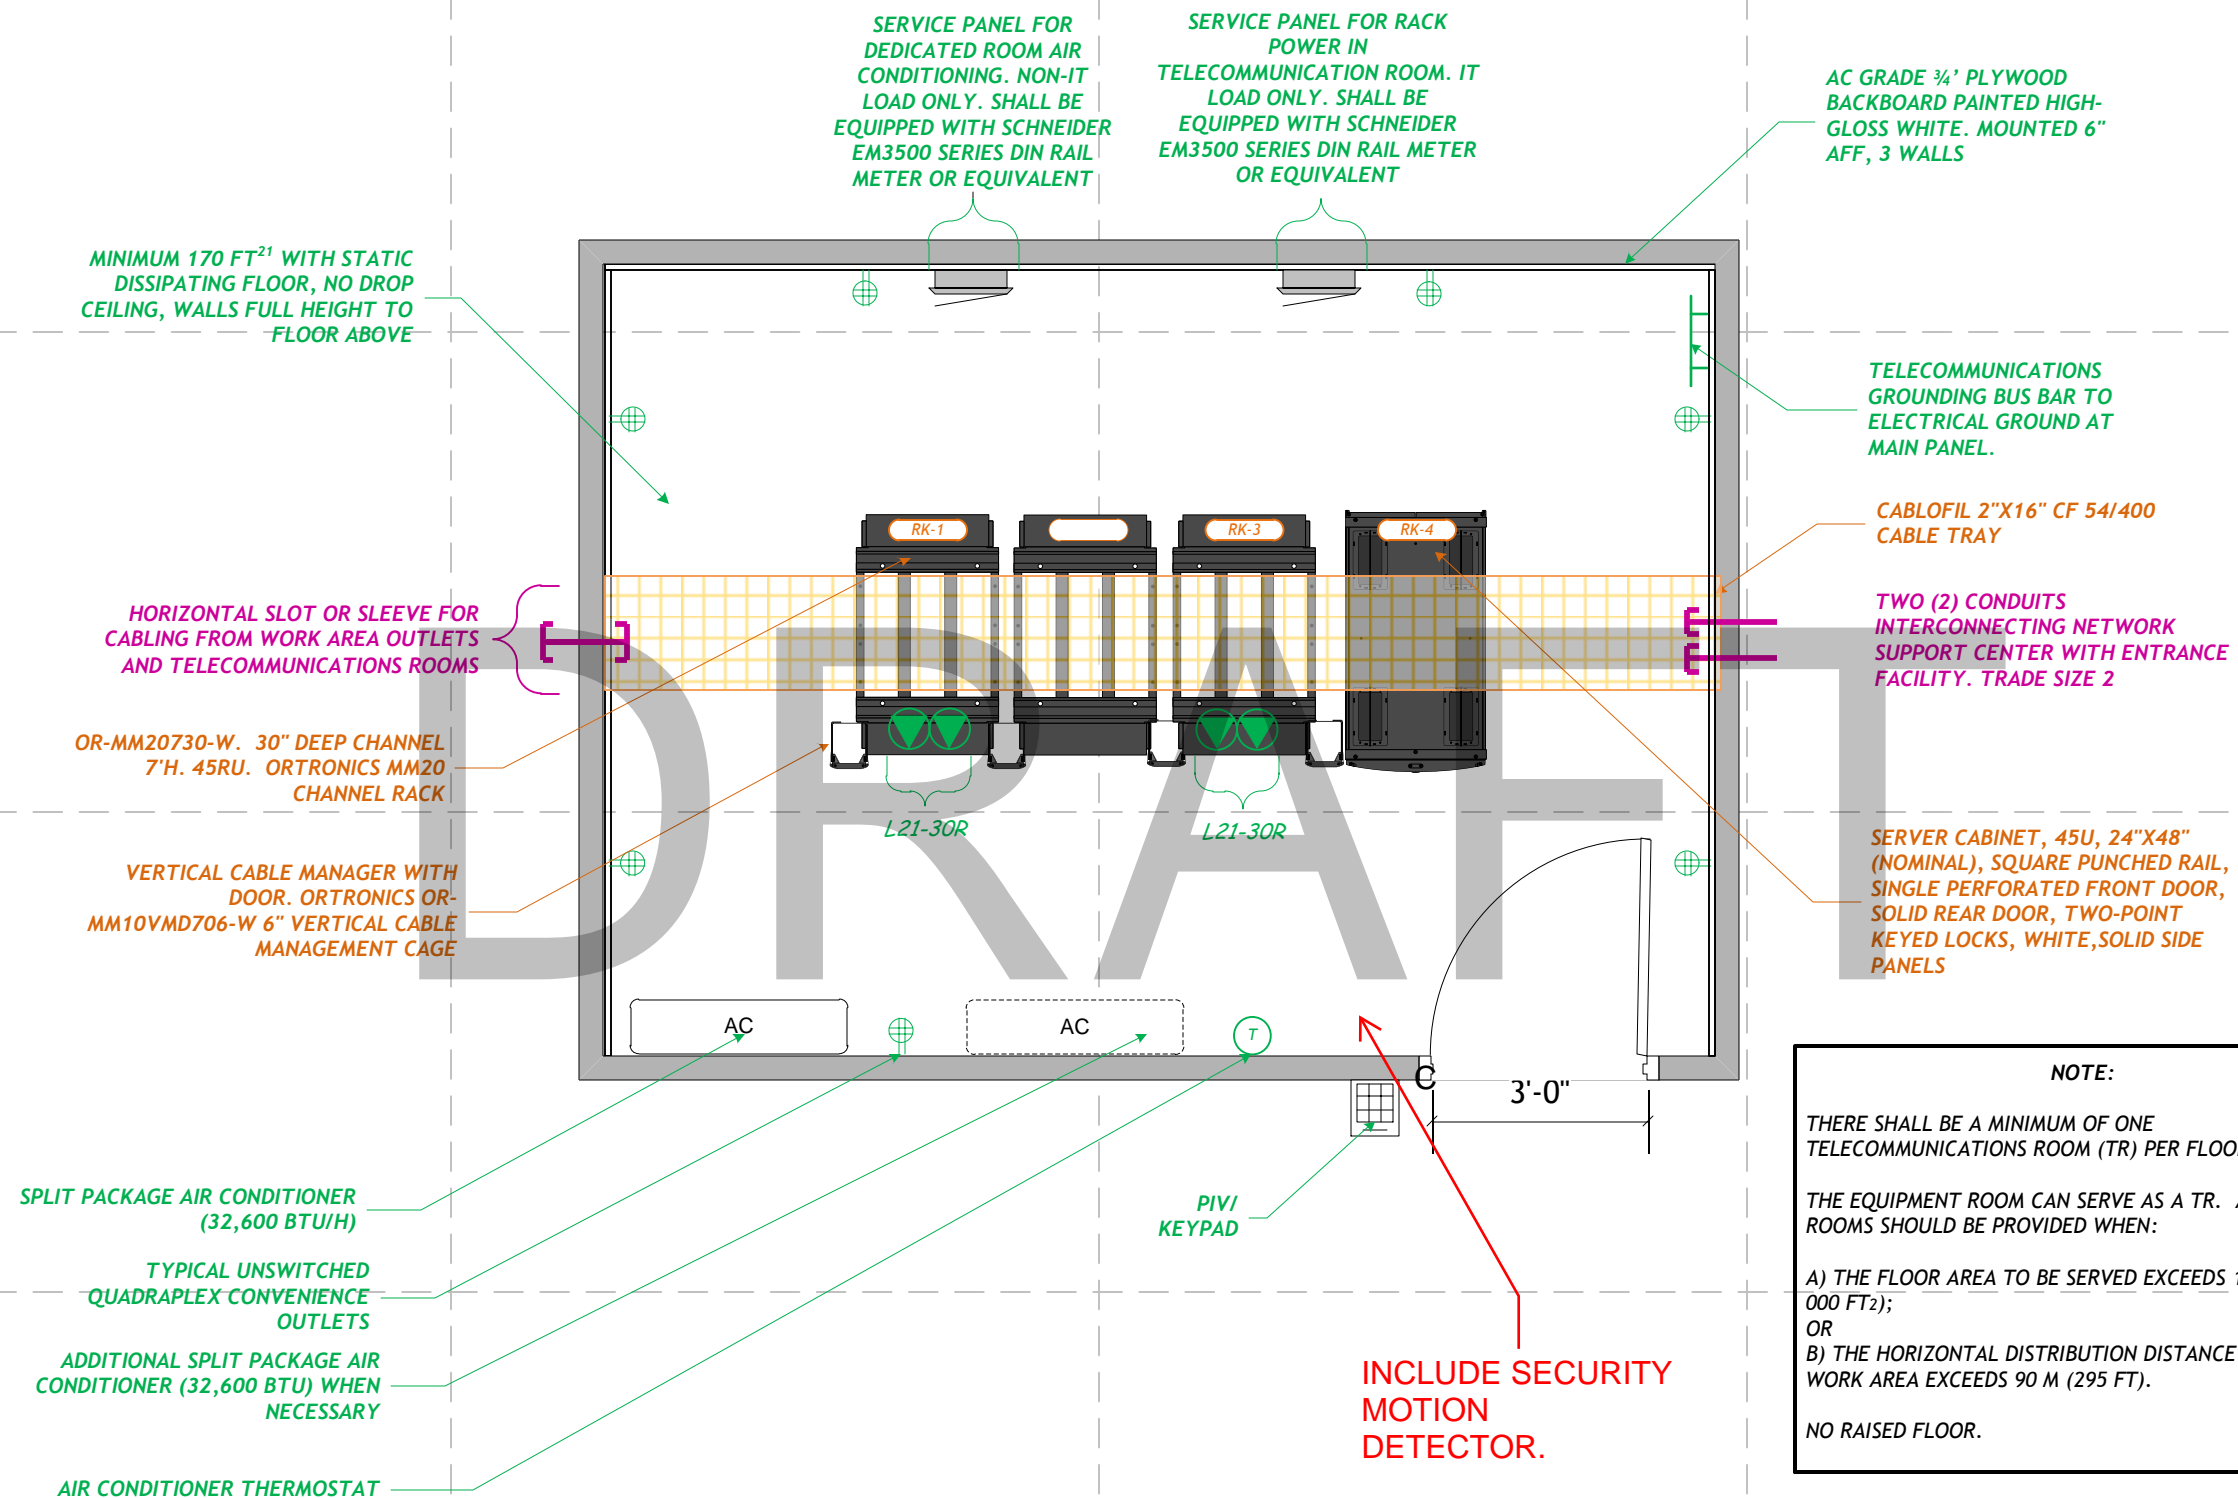 SERVICE PANEL FOR
DEDICATED ROOM AIR
CONDITIONING. NON-IT
LOAD ONLY. SHALL BE
EQUIPPED WITH SCHNEIDER
EM3500 SERIES DIN RAIL
METER OR EQUIVALENT
SERVICE PANEL FOR RACK
POWER IN
TELECOMMUNICATION ROOM. IT
LOAD ONLY. SHALL BE
EQUIPPED WITH SCHNEIDER
EM3500 SERIES DIN RAIL METER
OR EQUIVALENT
AC GRADE ¾' PLYWOOD
BACKBOARD PAINTED HIGH-
GLOSS WHITE. MOUNTED 6"
AFF, 3 WALLS
MINIMUM 170 FT²¹ WITH STATIC
DISSIPATING FLOOR, NO DROP
CEILING, WALLS FULL HEIGHT TO
FLOOR ABOVE
TELECOMMUNICATIONS
GROUNDING BUS BAR TO
ELECTRICAL GROUND AT
MAIN PANEL.
CABLOFIL 2"X16" CF 54/400
CABLE TRAY
RK-1
RK-3
RK-4
HORIZONTAL SLOT OR SLEEVE FOR
CABLING FROM WORK AREA OUTLETS
AND TELECOMMUNICATIONS ROOMS
TWO (2) CONDUITS
INTERCONNECTING NETWORK
SUPPORT CENTER WITH ENTRANCE
FACILITY. TRADE SIZE 2
DRAFT
OR-MM20730-W. 30" DEEP CHANNEL
7'H. 45RU. ORTRONICS MM20
CHANNEL RACK
L21-30R
L21-30R
VERTICAL CABLE MANAGER WITH
DOOR. ORTRONICS OR-
MM10VMD706-W 6" VERTICAL CABLE
MANAGEMENT CAGE
SERVER CABINET, 45U, 24"X48"
(NOMINAL), SQUARE PUNCHED RAIL,
SINGLE PERFORATED FRONT DOOR,
SOLID REAR DOOR, TWO-POINT
KEYED LOCKS, WHITE,SOLID SIDE
PANELS
AC
AC
T
C
3'-0"
SPLIT PACKAGE AIR CONDITIONER
(32,600 BTU/H)
PIV/
KEYPAD
TYPICAL UNSWITCHED
QUADRAPLEX CONVENIENCE
OUTLETS
ADDITIONAL SPLIT PACKAGE AIR
CONDITIONER (32,600 BTU) WHEN
NECESSARY
AIR CONDITIONER THERMOSTAT
INCLUDE SECURITY
MOTION
DETECTOR.
NOTE:
THERE SHALL BE A MINIMUM OF ONE
TELECOMMUNICATIONS ROOM (TR) PER
THE EQUIPMENT ROOM CAN SERVE AS A TR.
ROOMS SHOULD BE PROVIDED WHEN:
A) THE FLOOR AREA TO BE SERVED EXCEEDS
000 FT2);
OR
B) THE HORIZONTAL DISTRIBUTION DISTANCE
WORK AREA EXCEEDS 90 M (295 FT).
NO RAISED FLOOR.